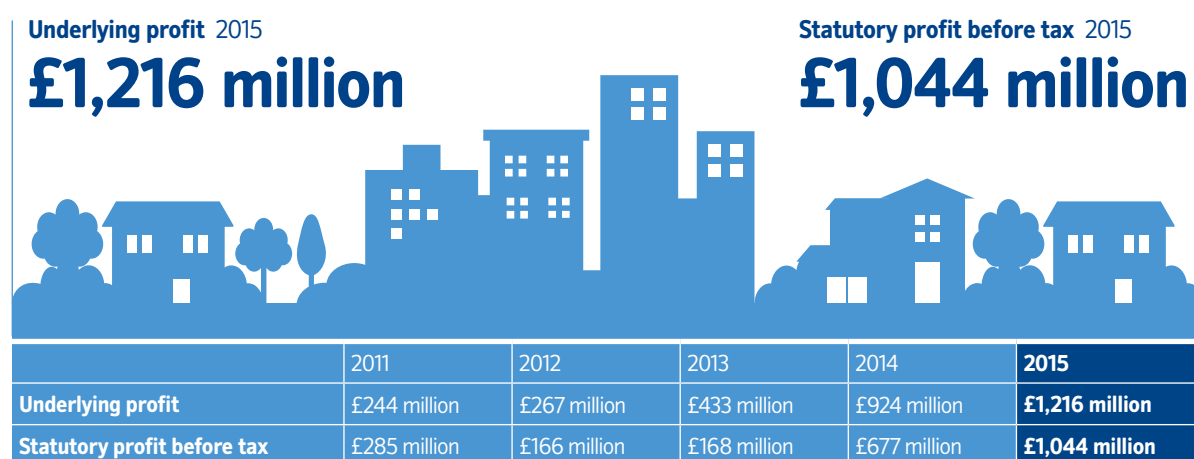 Underlying profit 2015
£1,216 million
Statutory profit before tax 2015
£1,044 million
2011 2012 2013 2014 2015
Underlying profit £244 million £267 million £433 million £924 million £1,216 million
Statutory profit before tax £285 million £166 million £168 million £677 million £1,044 million